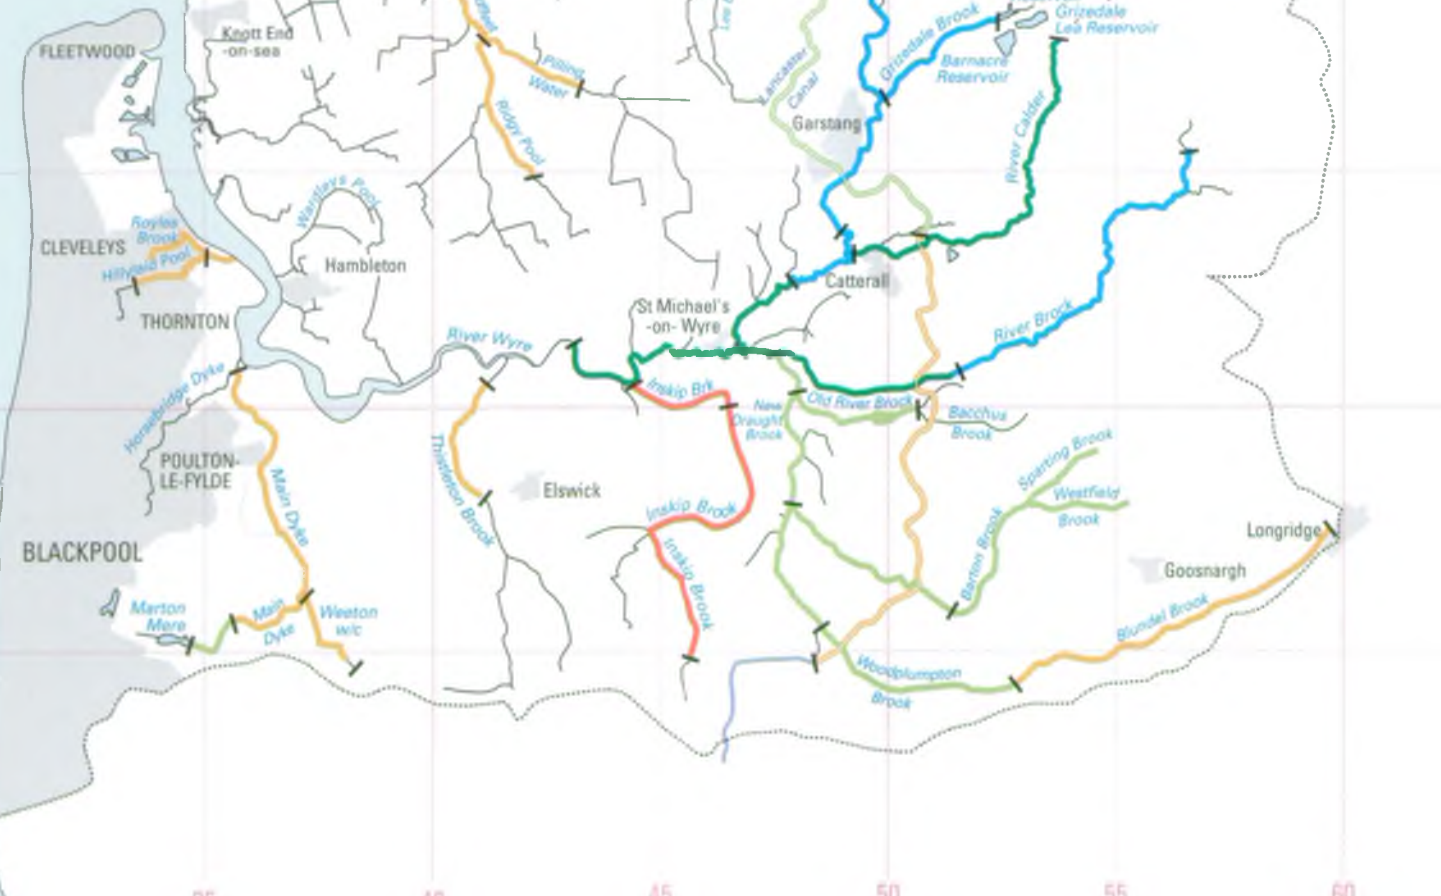 FLEETWOOD
Knott End
-on-sea
Pilling
Water
Ridgy Pool
Lancaster
Canal
Grizedale Brook
Grizedale
Lea Reservoir
Barnacre
Reservoir
Garstang
River Calder
Wardleys Pool
Royles
Brook
CLEVELEYS
Hillylaid Pool
Hambleton
THORNTON
Catterall
St Michael's
-on- Wyre
River Wyre
River Brock
Horsebridge Dyke
Inskip Brk
New
Draught
Brook
Old River Brock
Bacchus
Brook
POULTON-
LE-FYLDE
Main Dyke
Thistleton Brook
Elswick
Sparting Brook
Westfield
Brook
Inskip Brook
Inskip Brook
Barton Brook
Longridge
Goosnargh
BLACKPOOL
Marton
Mere
Main
Dyke
Weeton
w/c
Blundel Brook
Woodplumpton
Brook
45
50
55
60